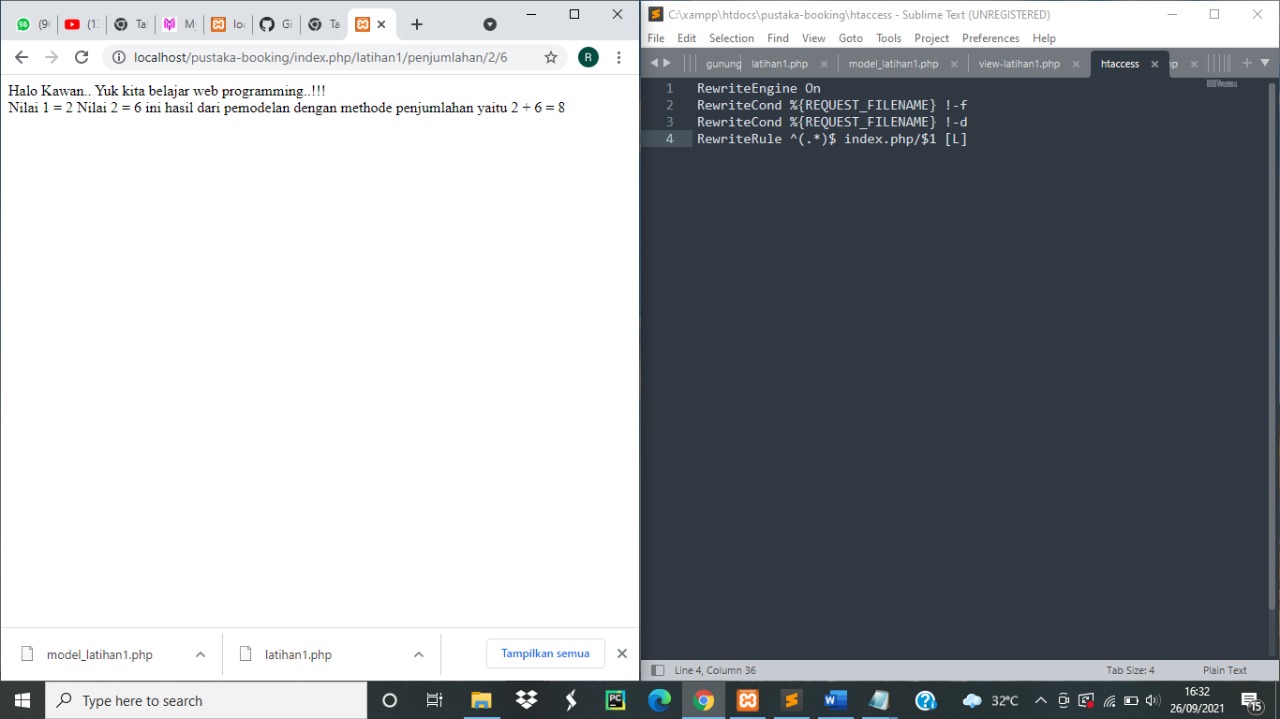 96 (9(
(1:
Ta
M
lo
Gi
Ta
localhost/pustaka-booking/index.php/latihan1/penjumlahan/2/6
R
Halo Kawan.. Yuk kita belajar web programming..!!!
Nilai 1 = 2 Nilai 2 = 6 ini hasil dari pemodelan dengan methode penjumlahan yaitu 2 + 6 = 8
model_latihan1.php
latihan1.php
Tampilkan semua
C:\xampp\htdocs\pustaka-booking\htaccess - Sublime Text (UNREGISTERED)
File Edit Selection Find View Goto Tools Project Preferences Help
gunung latihan1.php model_latihan1.php view-latihan1.php htaccess
1 RewriteEngine On
2 RewriteCond %{REQUEST_FILENAME} !-f
3 RewriteCond %{REQUEST_FILENAME} !-d
4 RewriteRule ^(.*)$ index.php/$1 [L]
Line 4, Column 36 Tab Size: 4 Plain Text
Type here to search
PC
W
32°C
16:32
26/09/2021
15